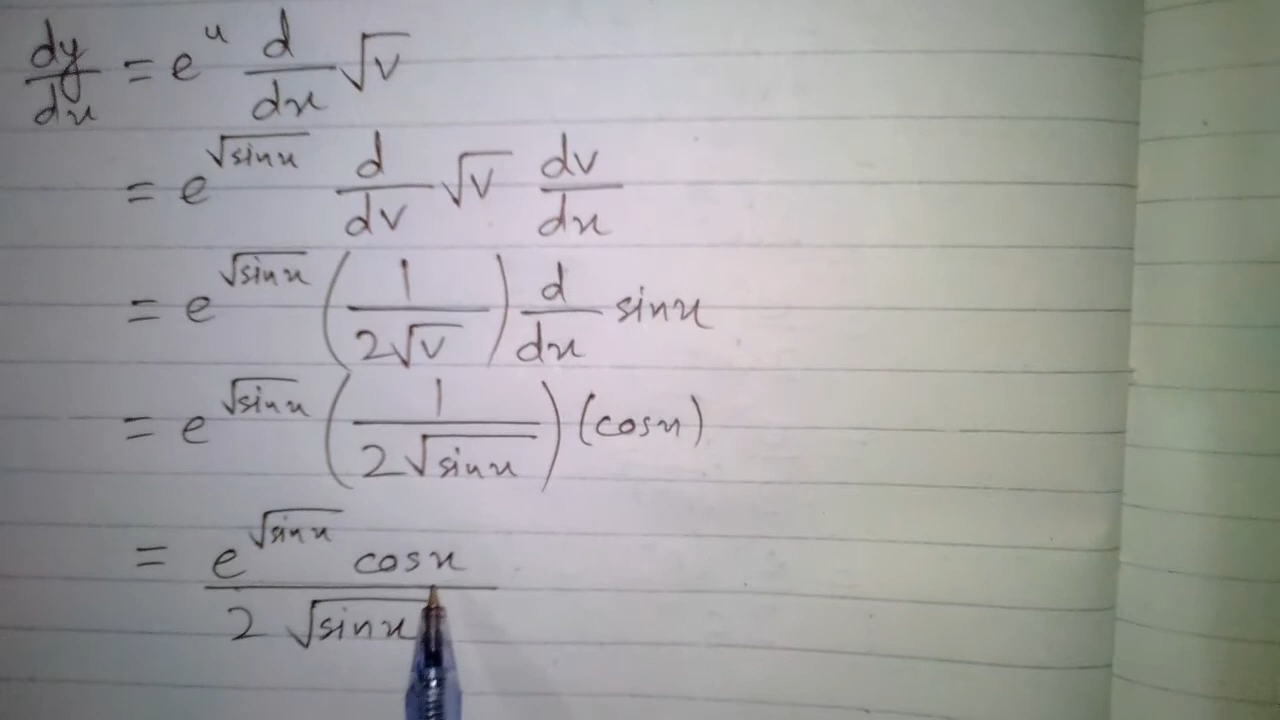 dy/dx = e^u d/dx √v
= e^√sinx d/dv √v dv/dx
= e^√sinx (1/2√v) d/dx sinx
= e^√sinx (1/2√sinx) (cosx)
= e^√sinx cosx / 2 √sinx